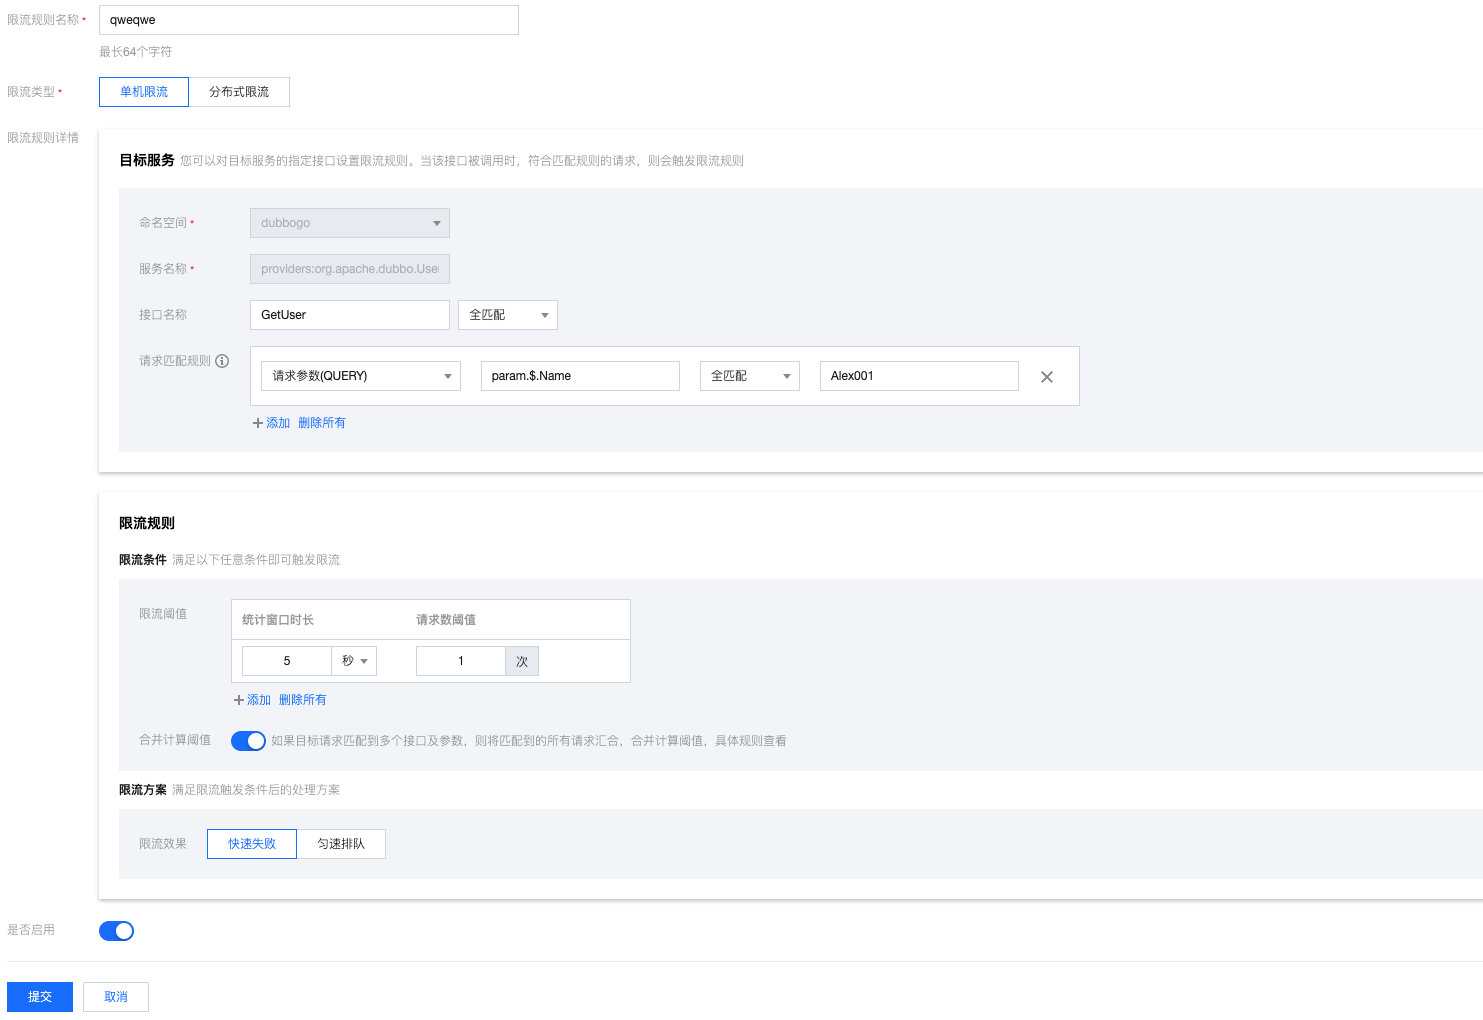 限流规则名称 * qweqwe
最长64个字符
限流类型 * 单机限流 分布式限流
限流规则详情
目标服务 您可以对目标服务的指定接口设置限流规则。当该接口被调用时，符合匹配规则的请求，则会触发限流规则
命名空间 * dubbogo
服务名称 * providers:org.apache.dubbo.Use
接口名称 GetUser 全匹配
请求匹配规则 请求参数(QUERY) param.$.Name 全匹配 Alex001
添加 删除所有
限流规则
限流条件 满足以下任意条件即可触发限流
限流阈值 统计窗口时长 请求数阈值
5 秒 1 次
添加 删除所有
合并计算阈值 如果目标请求匹配到多个接口及参数，则将匹配到的所有请求汇合，合并计算阈值，具体规则查看
限流方案 满足限流触发条件后的处理方案
限流效果 快速失败 匀速排队
是否启用
提交 取消